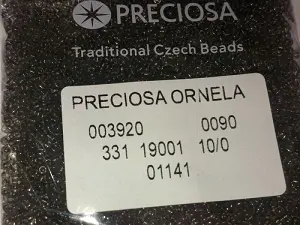 PRECIOSA
Traditional Czech Beads
PRECIOSA ORNELA
003920 0090
331 19001 10/0
01141